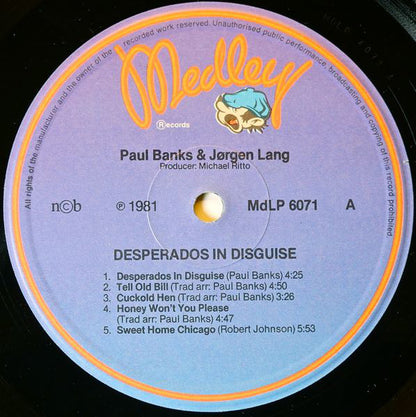 All rights of the manufacturer and the owner of the recorded work reserved. Unauthorised public performance, broadcasting and copying of this record prohibited.
Medley
Ⓡ Records
Paul Banks & Jørgen Lang
Producer: Michael Ritto
n©b ℗ 1981 MdLP 6071 A
DESPERADOS IN DISGUISE
1. Desperados In Disguise (Paul Banks) 4:25
2. Tell Old Bill (Trad arr: Paul Banks) 4:50
3. Cuckold Hen (Trad arr: Paul Banks) 3:26
4. Honey Won't You Please
(Trad arr: Paul Banks) 4:47
5. Sweet Home Chicago (Robert Johnson) 5:53